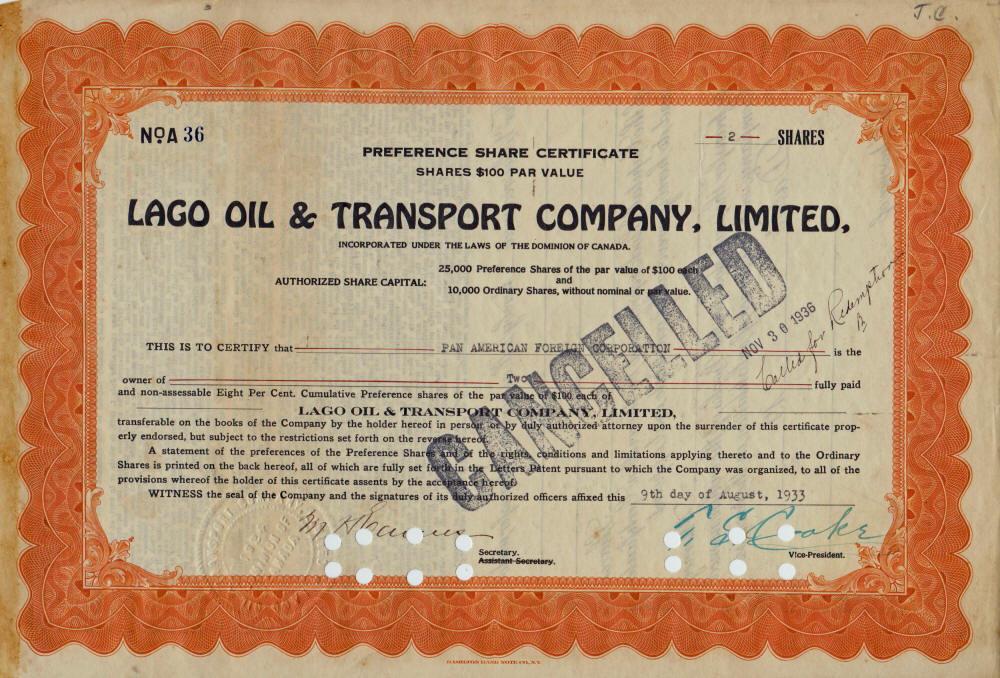 J.C.
No A 36
— 2 — SHARES
PREFERENCE SHARE CERTIFICATE
SHARES $100 PAR VALUE
LAGO OIL & TRANSPORT COMPANY, LIMITED,
INCORPORATED UNDER THE LAWS OF THE DOMINION OF CANADA.
AUTHORIZED SHARE CAPITAL:
25,000 Preference Shares of the par value of $100 each
and
10,000 Ordinary Shares, without nominal or par value.
CANCELLED
NOV 30 1936
Called for Redemption
THIS IS TO CERTIFY that PAN AMERICAN FOREIGN CORPORATION is the
owner of Two fully paid
and non-assessable Eight Per Cent. Cumulative Preference shares of the par value of $100 each of
LAGO OIL & TRANSPORT COMPANY, LIMITED,
transferable on the books of the Company by the holder hereof in person or by duly authorized attorney upon the surrender of this certificate prop-
erly endorsed, but subject to the restrictions set forth on the reverse hereof.
A statement of the preferences of the Preference Shares and of the rights, conditions and limitations applying thereto and to the Ordinary
Shares is printed on the back hereof, all of which are fully set forth in the Letters Patent pursuant to which the Company was organized, to all of the
provisions whereof the holder of this certificate assents by the acceptance hereof.
WITNESS the seal of the Company and the signatures of its duly authorized officers affixed this 9th day of August, 1933
T E Cooke
Secretary.
Assistant Secretary.
Vice-President.
HAMILTON BANK NOTE CO., N.Y.